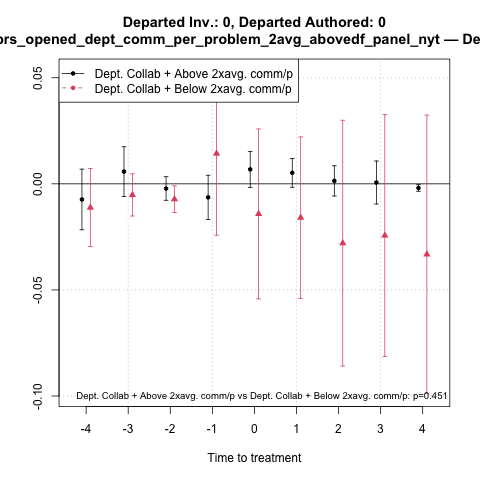 Departed Inv.: 0, Departed Authored: 0
prs_opened_dept_comm_per_problem_2avg_abovedf_panel_nyt — De
Dept. Collab + Above 2xavg. comm/p
Dept. Collab + Below 2xavg. comm/p
0.05
0.00
-0.05
-0.10
Dept. Collab + Above 2xavg. comm/p vs Dept. Collab + Below 2xavg. comm/p: p=0.451
-4 -3 -2 -1 0 1 2 3 4
Time to treatment